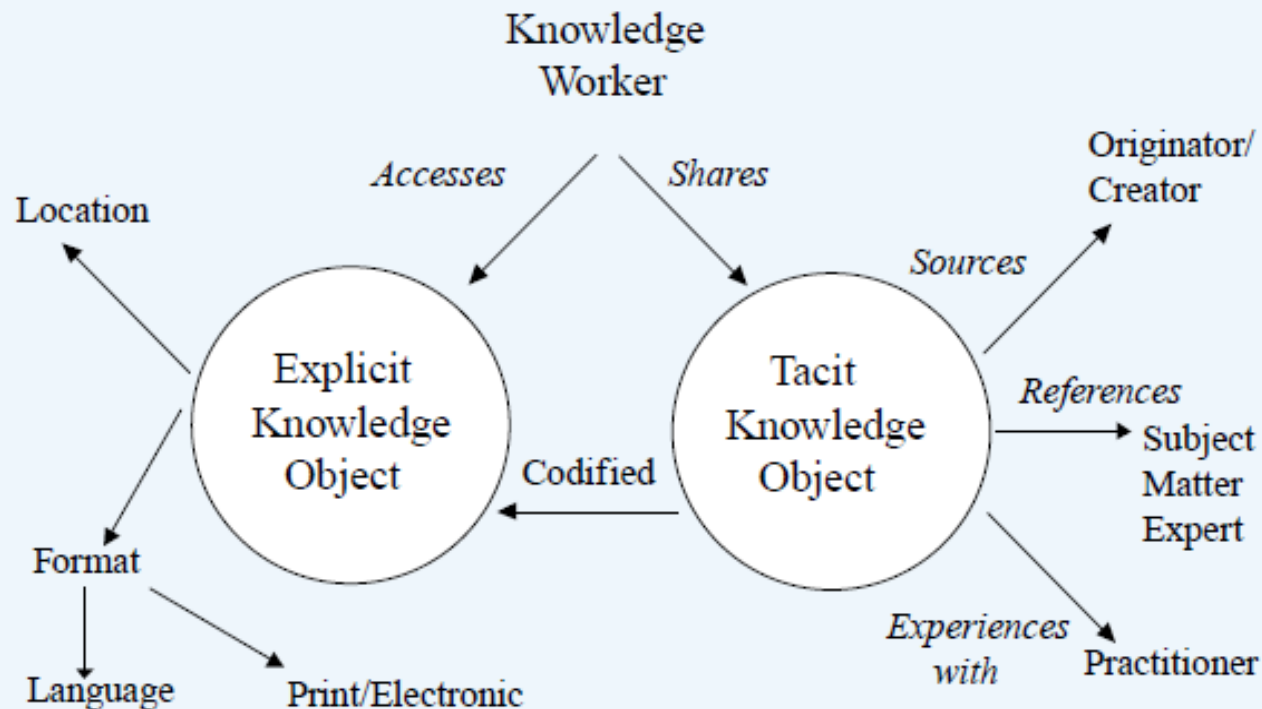 Knowledge
Worker
Accesses
Shares
Originator/
Creator
Location
Sources
Explicit
Knowledge
Object
Tacit
Knowledge
Object
References
Subject
Matter
Expert
Codified
Format
Experiences
with
Practitioner
Language
Print/Electronic